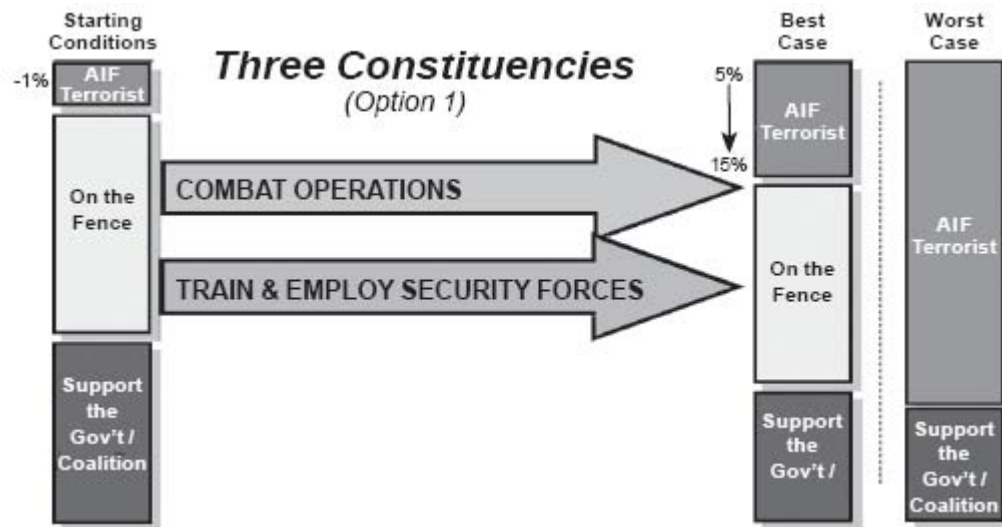 Starting
Conditions
-1%
AIF
Terrorist
On the
Fence
Support
the
Gov't /
Coalition
Three Constituencies
(Option 1)
COMBAT OPERATIONS
TRAIN & EMPLOY SECURITY FORCES
Best
Case
5%
15%
AIF
Terrorist
On the
Fence
Support
the
Gov't /
Worst
Case
AIF
Terrorist
Support
the
Gov't /
Coalition